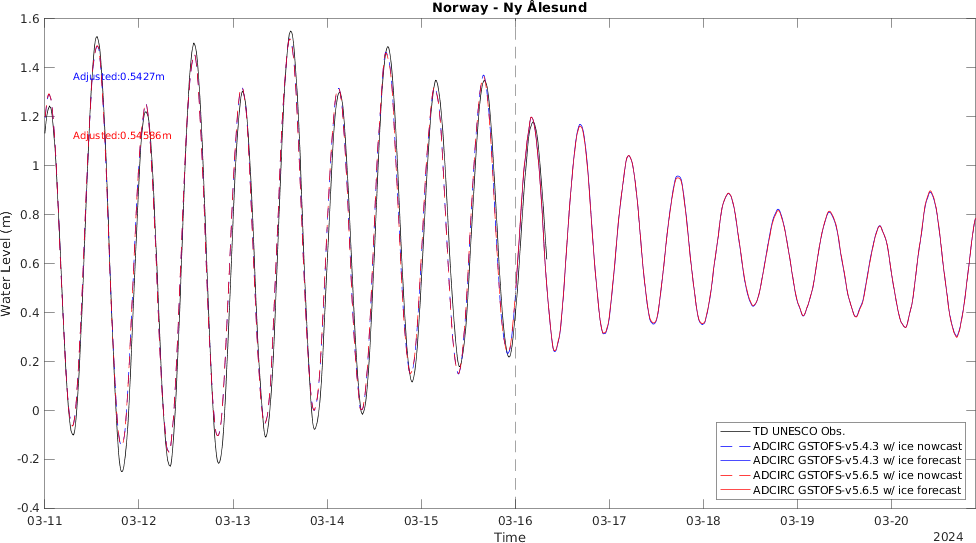 Norway - Ny Ålesund
1.6
1.4
1.2
1
0.8
0.6
0.4
0.2
0
-0.2
-0.4
Water Level (m)
Adjusted:0.5427m
Adjusted:0.54586m
TD UNESCO Obs.
ADCIRC GSTOFS-v5.4.3 w/ ice nowcast
ADCIRC GSTOFS-v5.4.3 w/ ice forecast
ADCIRC GSTOFS-v5.6.5 w/ ice nowcast
ADCIRC GSTOFS-v5.6.5 w/ ice forecast
03-11 03-12 03-13 03-14 03-15 03-16 03-17 03-18 03-19 03-20
Time
2024